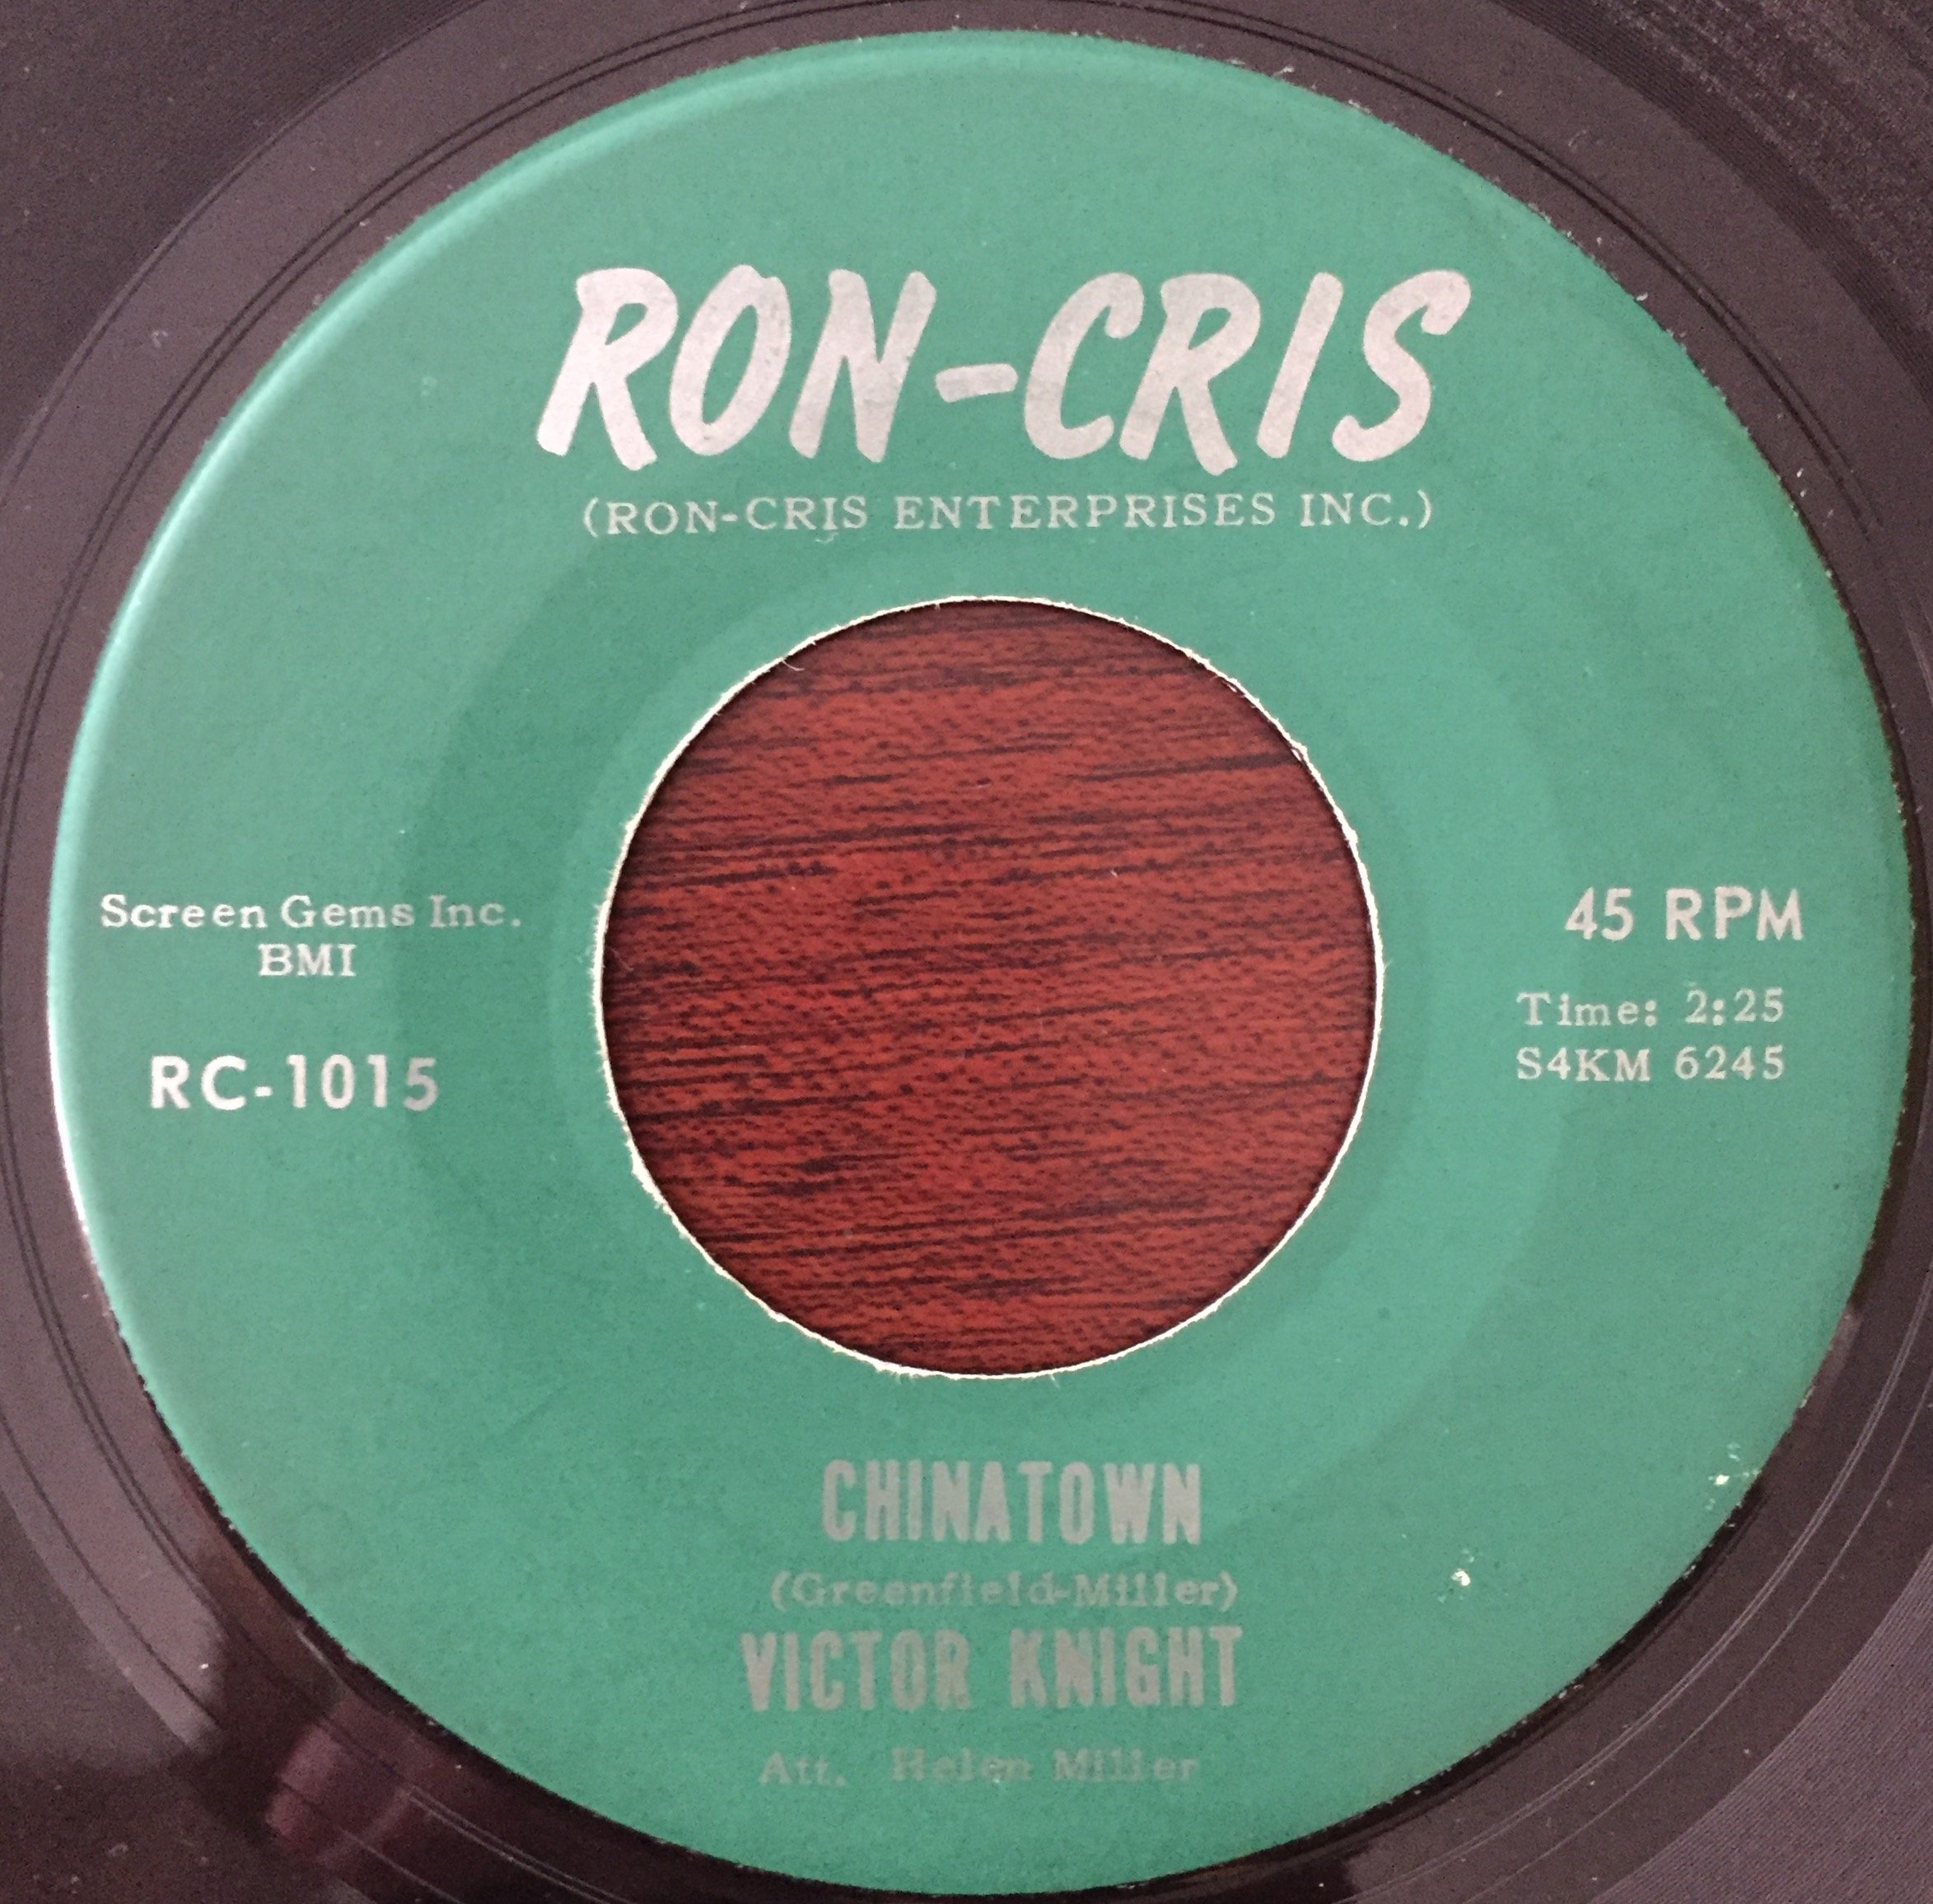 RON-CRIS
(RON-CRIS ENTERPRISES INC.)
Screen Gems Inc.
BMI
RC-1015
45 RPM
Time: 2:25
S4KM 6245
CHINATOWN
(Greenfield-Miller)
VICTOR KNIGHT
Att. Helen Miller